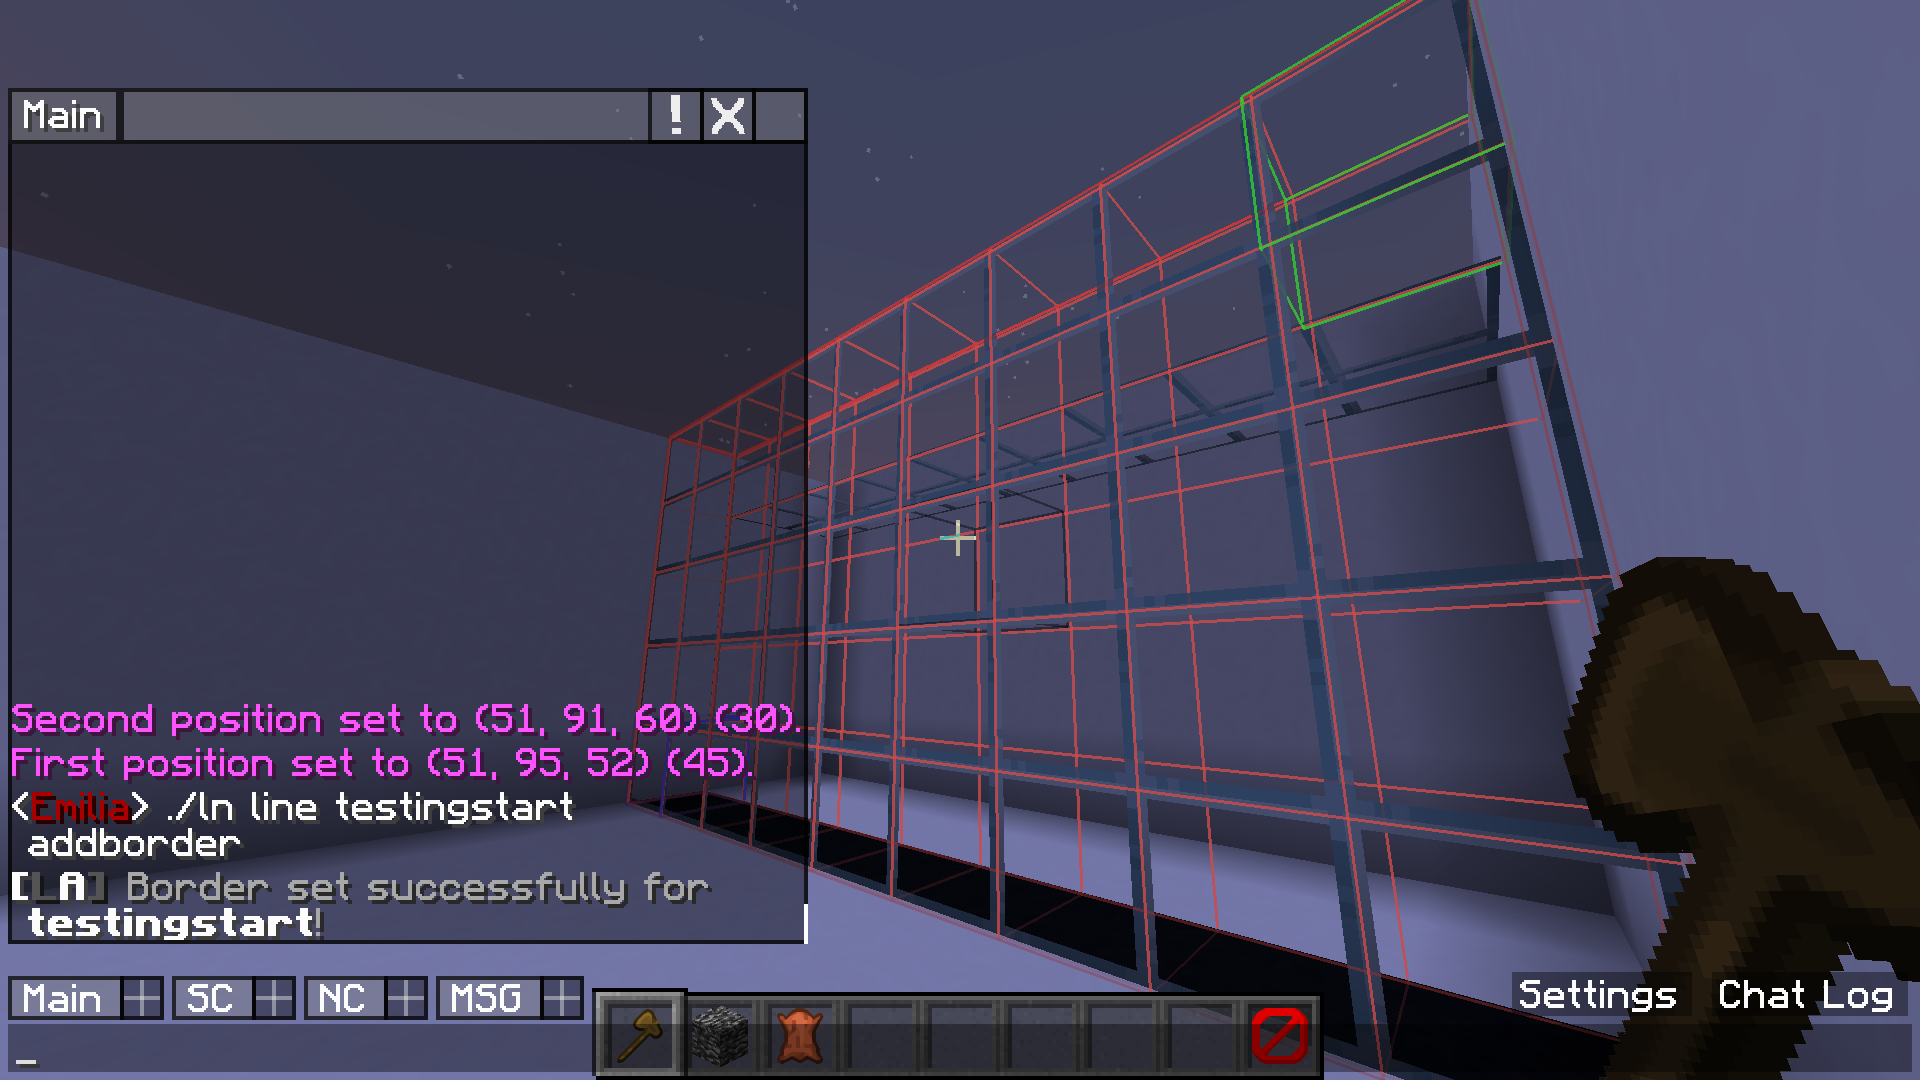 Main ! X
Second position set to (51, 91, 60) (30).
First position set to (51, 95, 52) (45).
<Emilia> ./ln line testingstart
addborder
[LA] Border set successfully for
testingstart!
Main + SC + NC + MSG +
Settings Chat Log
_